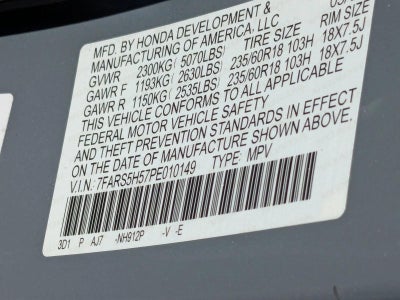 MFD. BY HONDA DEVELOPMENT &
MANUFACTURING OF AMERICA, LLC
GVWR 2300KG (5070LBS) TIRE SIZE RIM SIZE
GAWR F 1193KG (2630LBS) 235/60R18 103H 18X7.5J
GAWR R 1150KG (2535LBS) 235/60R18 103H 18X7.5J
THIS VEHICLE CONFORMS TO ALL APPLICABLE
FEDERAL MOTOR VEHICLE SAFETY
AND THEFT PREVENTION STANDARDS IN EFFECT
ON THE DATE OF MANUFACTURE SHOWN ABOVE.
V.I.N.: 7FARS5H57PE010149 TYPE: MPV
3D1 P AJ7 -NH912P -V -E